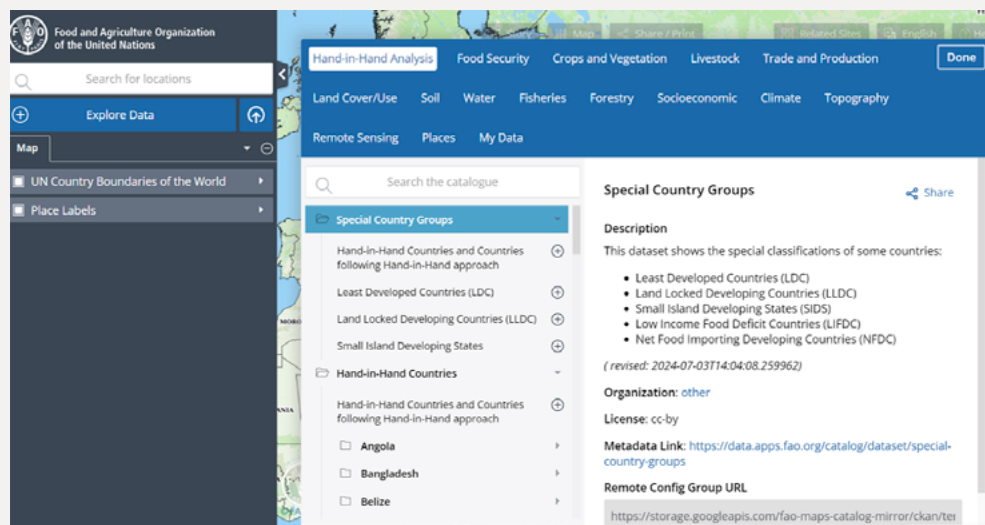 Food and Agriculture Organization
of the United Nations
Search for locations
Explore Data
Map
UN Country Boundaries of the World
Place Labels
Map
Share / Print
Related Sites
English
Hand-in-Hand Analysis
Food Security
Crops and Vegetation
Livestock
Trade and Production
Done
Land Cover/Use
Soil
Water
Fisheries
Forestry
Socioeconomic
Climate
Topography
Remote Sensing
Places
My Data
Search the catalogue
Special Country Groups
Hand-in-Hand Countries and Countries
following Hand-in-Hand approach
Least Developed Countries (LDC)
Land Locked Developing Countries (LLDC)
Small Island Developing States
Hand-in-Hand Countries
Hand-in-Hand Countries and Countries
following Hand-in-Hand approach
Angola
Bangladesh
Belize
Special Country Groups
Share
Description
This dataset shows the special classifications of some countries:
• Least Developed Countries (LDC)
• Land Locked Developing Countries (LLDC)
• Small Island Developing States (SIDS)
• Low Income Food Deficit Countries (LIFDC)
• Net Food Importing Developing Countries (NFDC)
( revised: 2024-07-03T14:04:08.259962)
Organization: other
License: cc-by
Metadata Link: https://data.apps.fao.org/catalog/dataset/special-
country-groups
Remote Config Group URL
https://storage.googleapis.com/fao-maps-catalog-mirror/ckan/ter